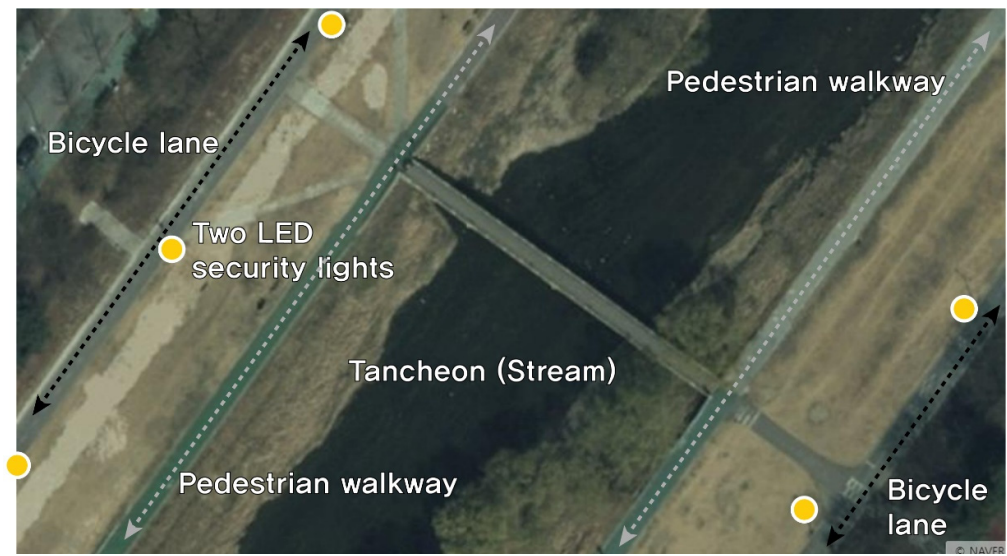 Pedestrian walkway
Bicycle lane
Two LED
security lights
Tancheon (Stream)
Pedestrian walkway
Bicycle
lane
© NAVER